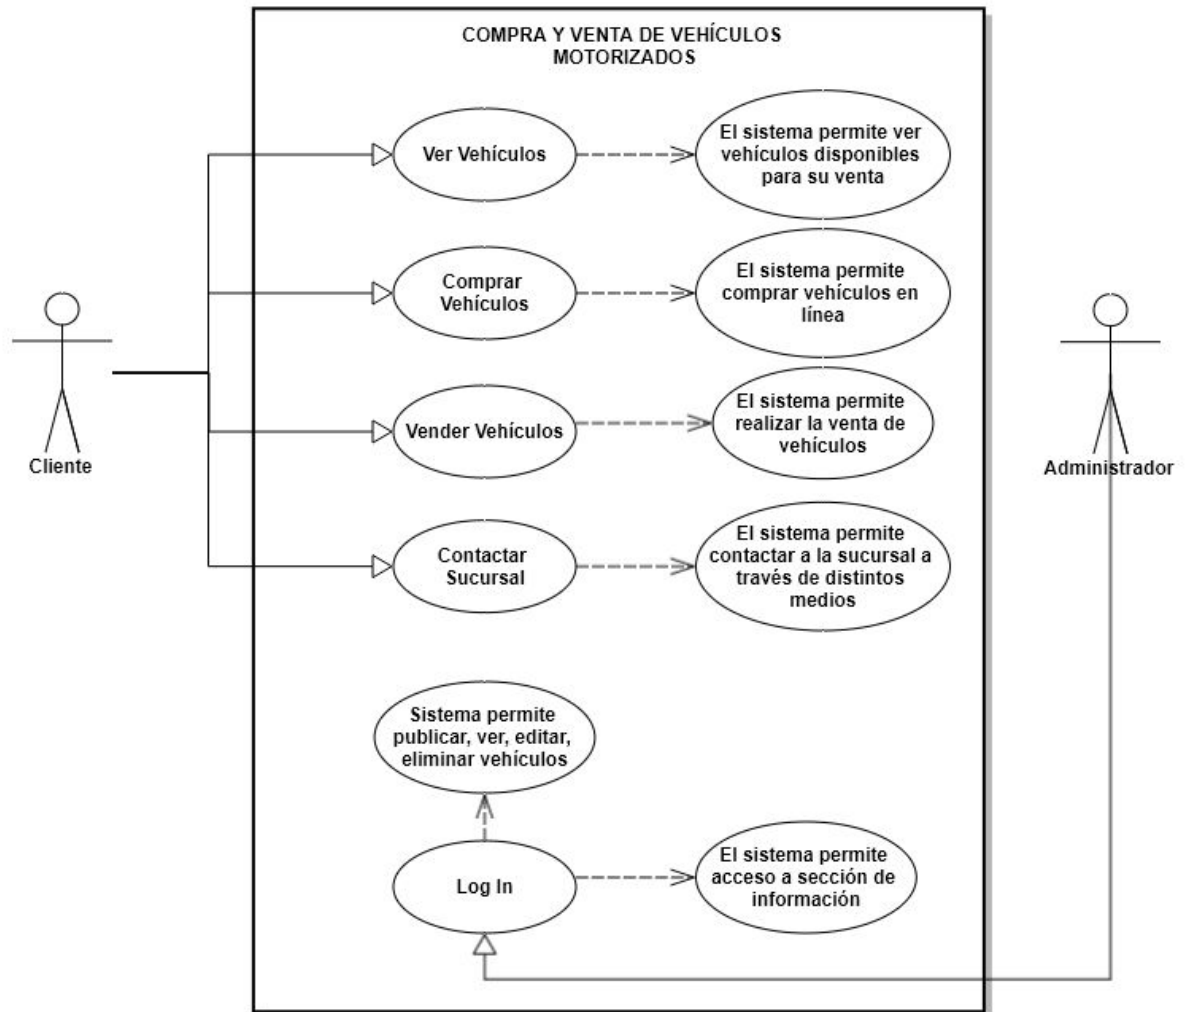 COMPRA Y VENTA DE VEHÍCULOS
MOTORIZADOS
Ver Vehículos
El sistema permite ver
vehículos disponibles
para su venta
Comprar
Vehículos
El sistema permite
comprar vehículos en
línea
Cliente
Vender Vehículos
El sistema permite
realizar la venta de
vehículos
Administrador
Contactar
Sucursal
El sistema permite
contactar a la sucursal a
través de distintos
medios
Sistema permite
publicar, ver, editar,
eliminar vehículos
Log In
El sistema permite
acceso a sección de
información